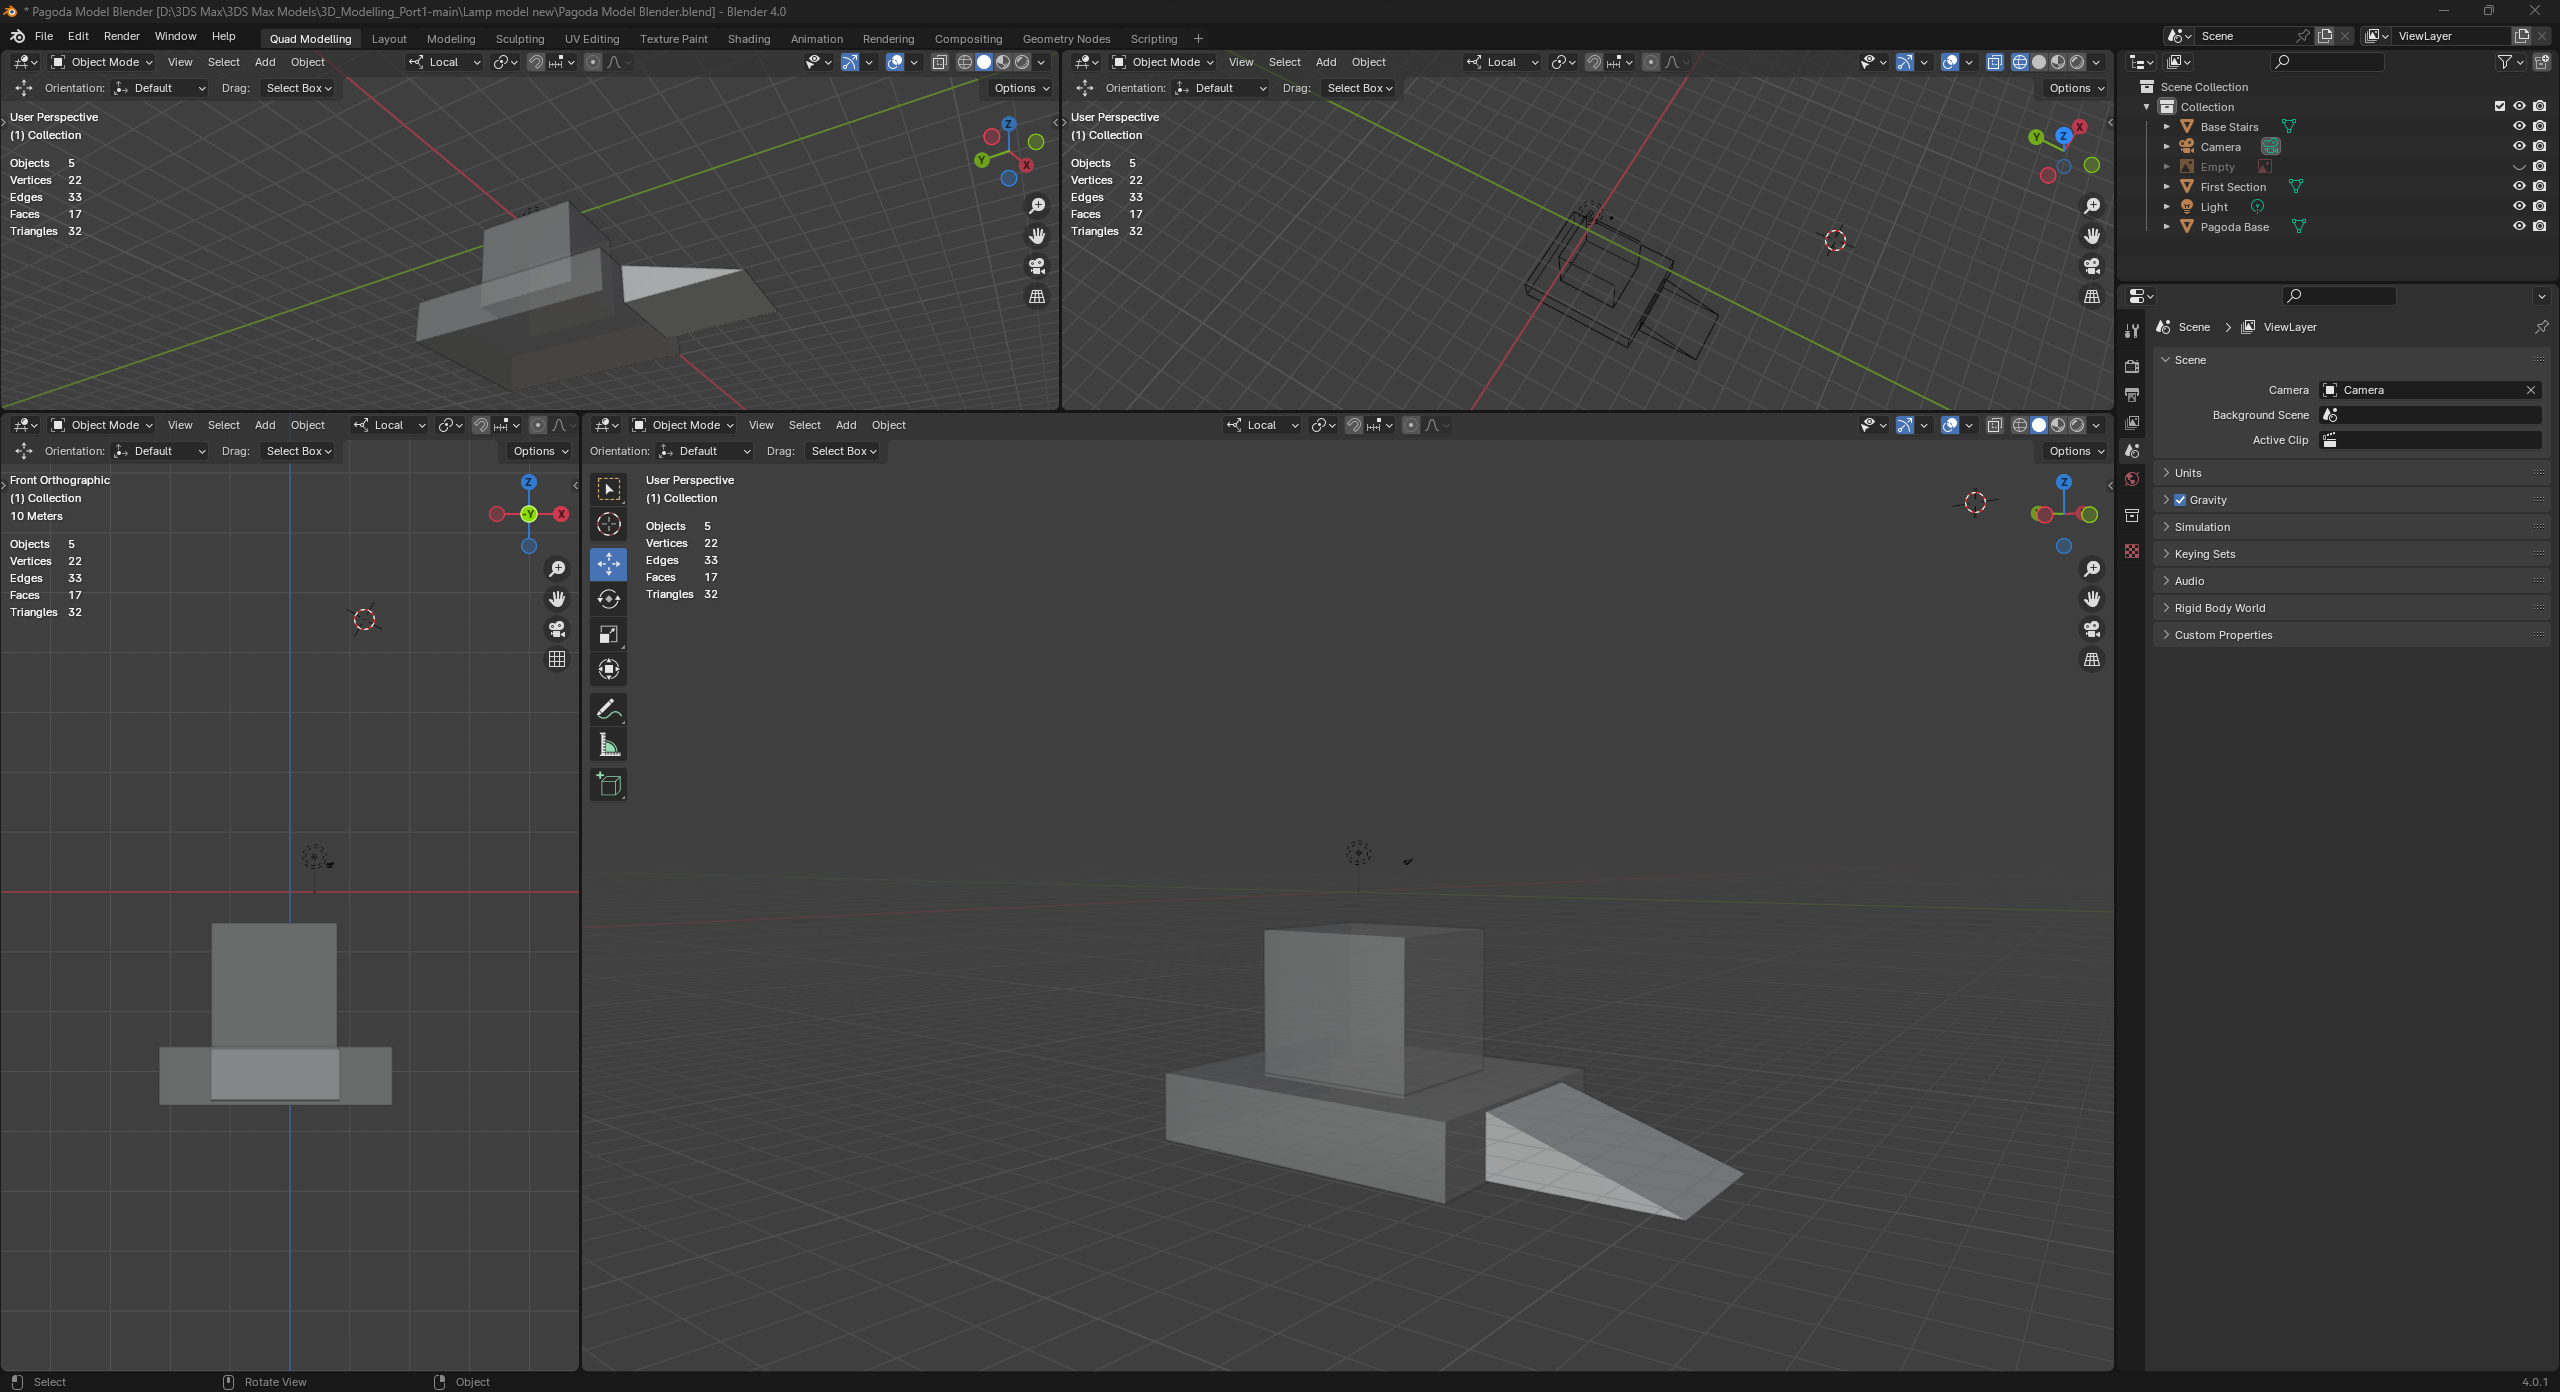 * Pagoda Model Blender [D:\3DS Max\3DS Max Models\3D_Modelling_Port1-main\Lamp model new\Pagoda Model Blender.blend] - Blender 4.0
File Edit Render Window Help Quad Modelling Layout Modeling Sculpting UV Editing Texture Paint Shading Animation Rendering Compositing Geometry Nodes Scripting + Scene ViewLayer
Object Mode View Select Add Object Local
Orientation: Default Drag: Select Box Options
User Perspective
(1) Collection
Objects 5
Vertices 22
Edges 33
Faces 17
Triangles 32
Z
Y
X
Object Mode View Select Add Object Local
Orientation: Default Drag: Select Box Options
User Perspective
(1) Collection
Objects 5
Vertices 22
Edges 33
Faces 17
Triangles 32
X
Y Z
Scene Collection
Collection
Base Stairs
Camera
Empty
First Section
Light
Pagoda Base
Scene > ViewLayer
Scene
Camera Camera
Background Scene
Active Clip
Units
Gravity
Simulation
Keying Sets
Audio
Rigid Body World
Custom Properties
Object Mode View Select Add Object Local
Orientation: Default Drag: Select Box Options
Front Orthographic
(1) Collection
10 Meters
Objects 5
Vertices 22
Edges 33
Faces 17
Triangles 32
Z
-Y X
Object Mode View Select Add Object Local
Orientation: Default Drag: Select Box Options
User Perspective
(1) Collection
Objects 5
Vertices 22
Edges 33
Faces 17
Triangles 32
Z
Select Rotate View Object 4.0.1